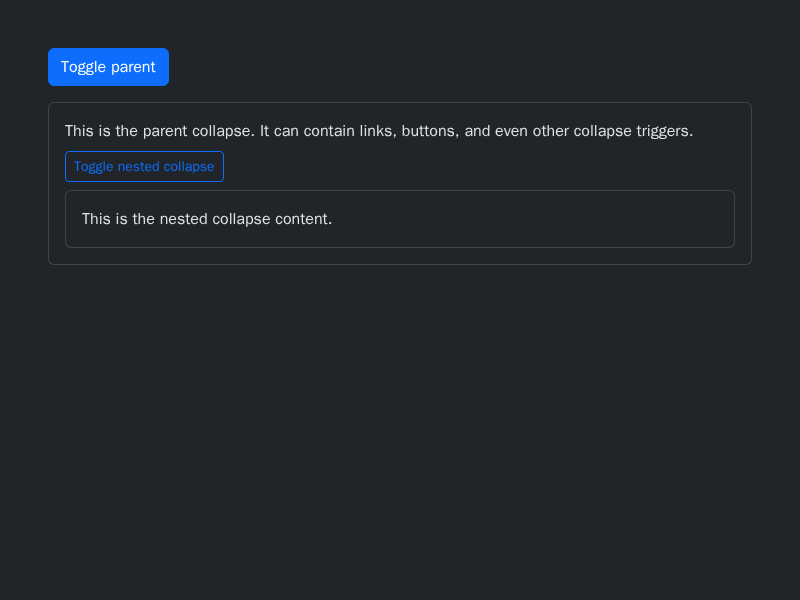 Toggle parent
This is the parent collapse. It can contain links, buttons, and even other collapse triggers.
Toggle nested collapse
This is the nested collapse content.